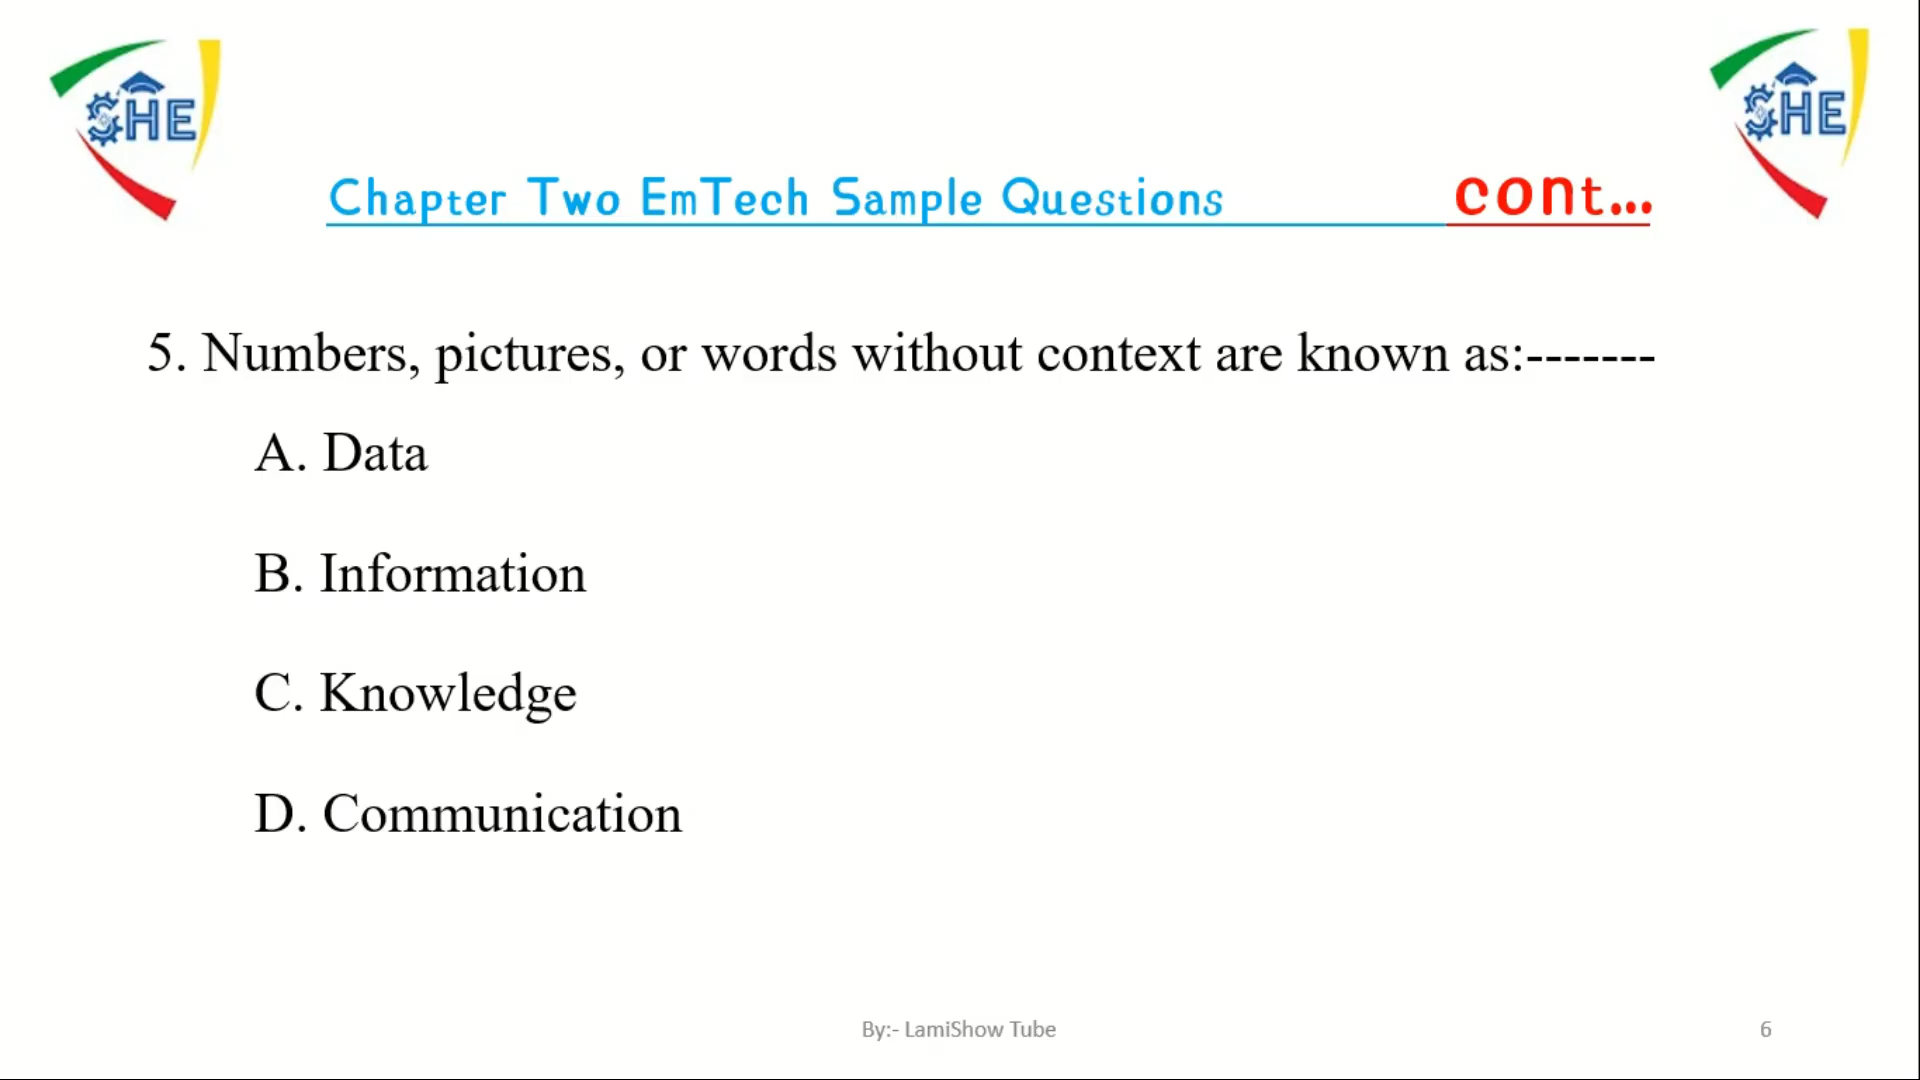 SHE
SHE
Chapter Two EmTech Sample Questions cont...
5. Numbers, pictures, or words without context are known as:-------
A. Data
B. Information
C. Knowledge
D. Communication
By:- LamiShow Tube
6